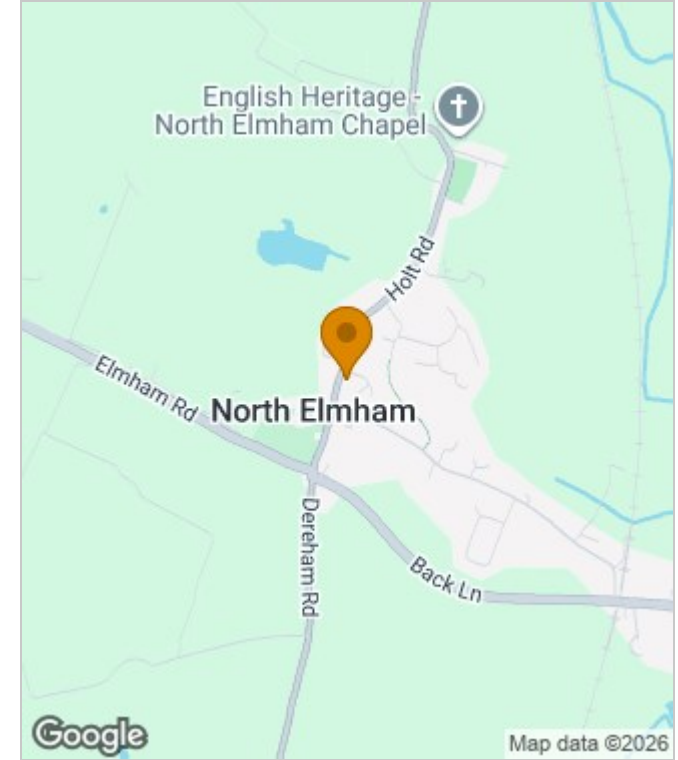 English Heritage -
North Elmham Chapel
Holt Rd
Elmham Rd
North Elmham
Dereham Rd
Back Ln
Google
Map data ©2026